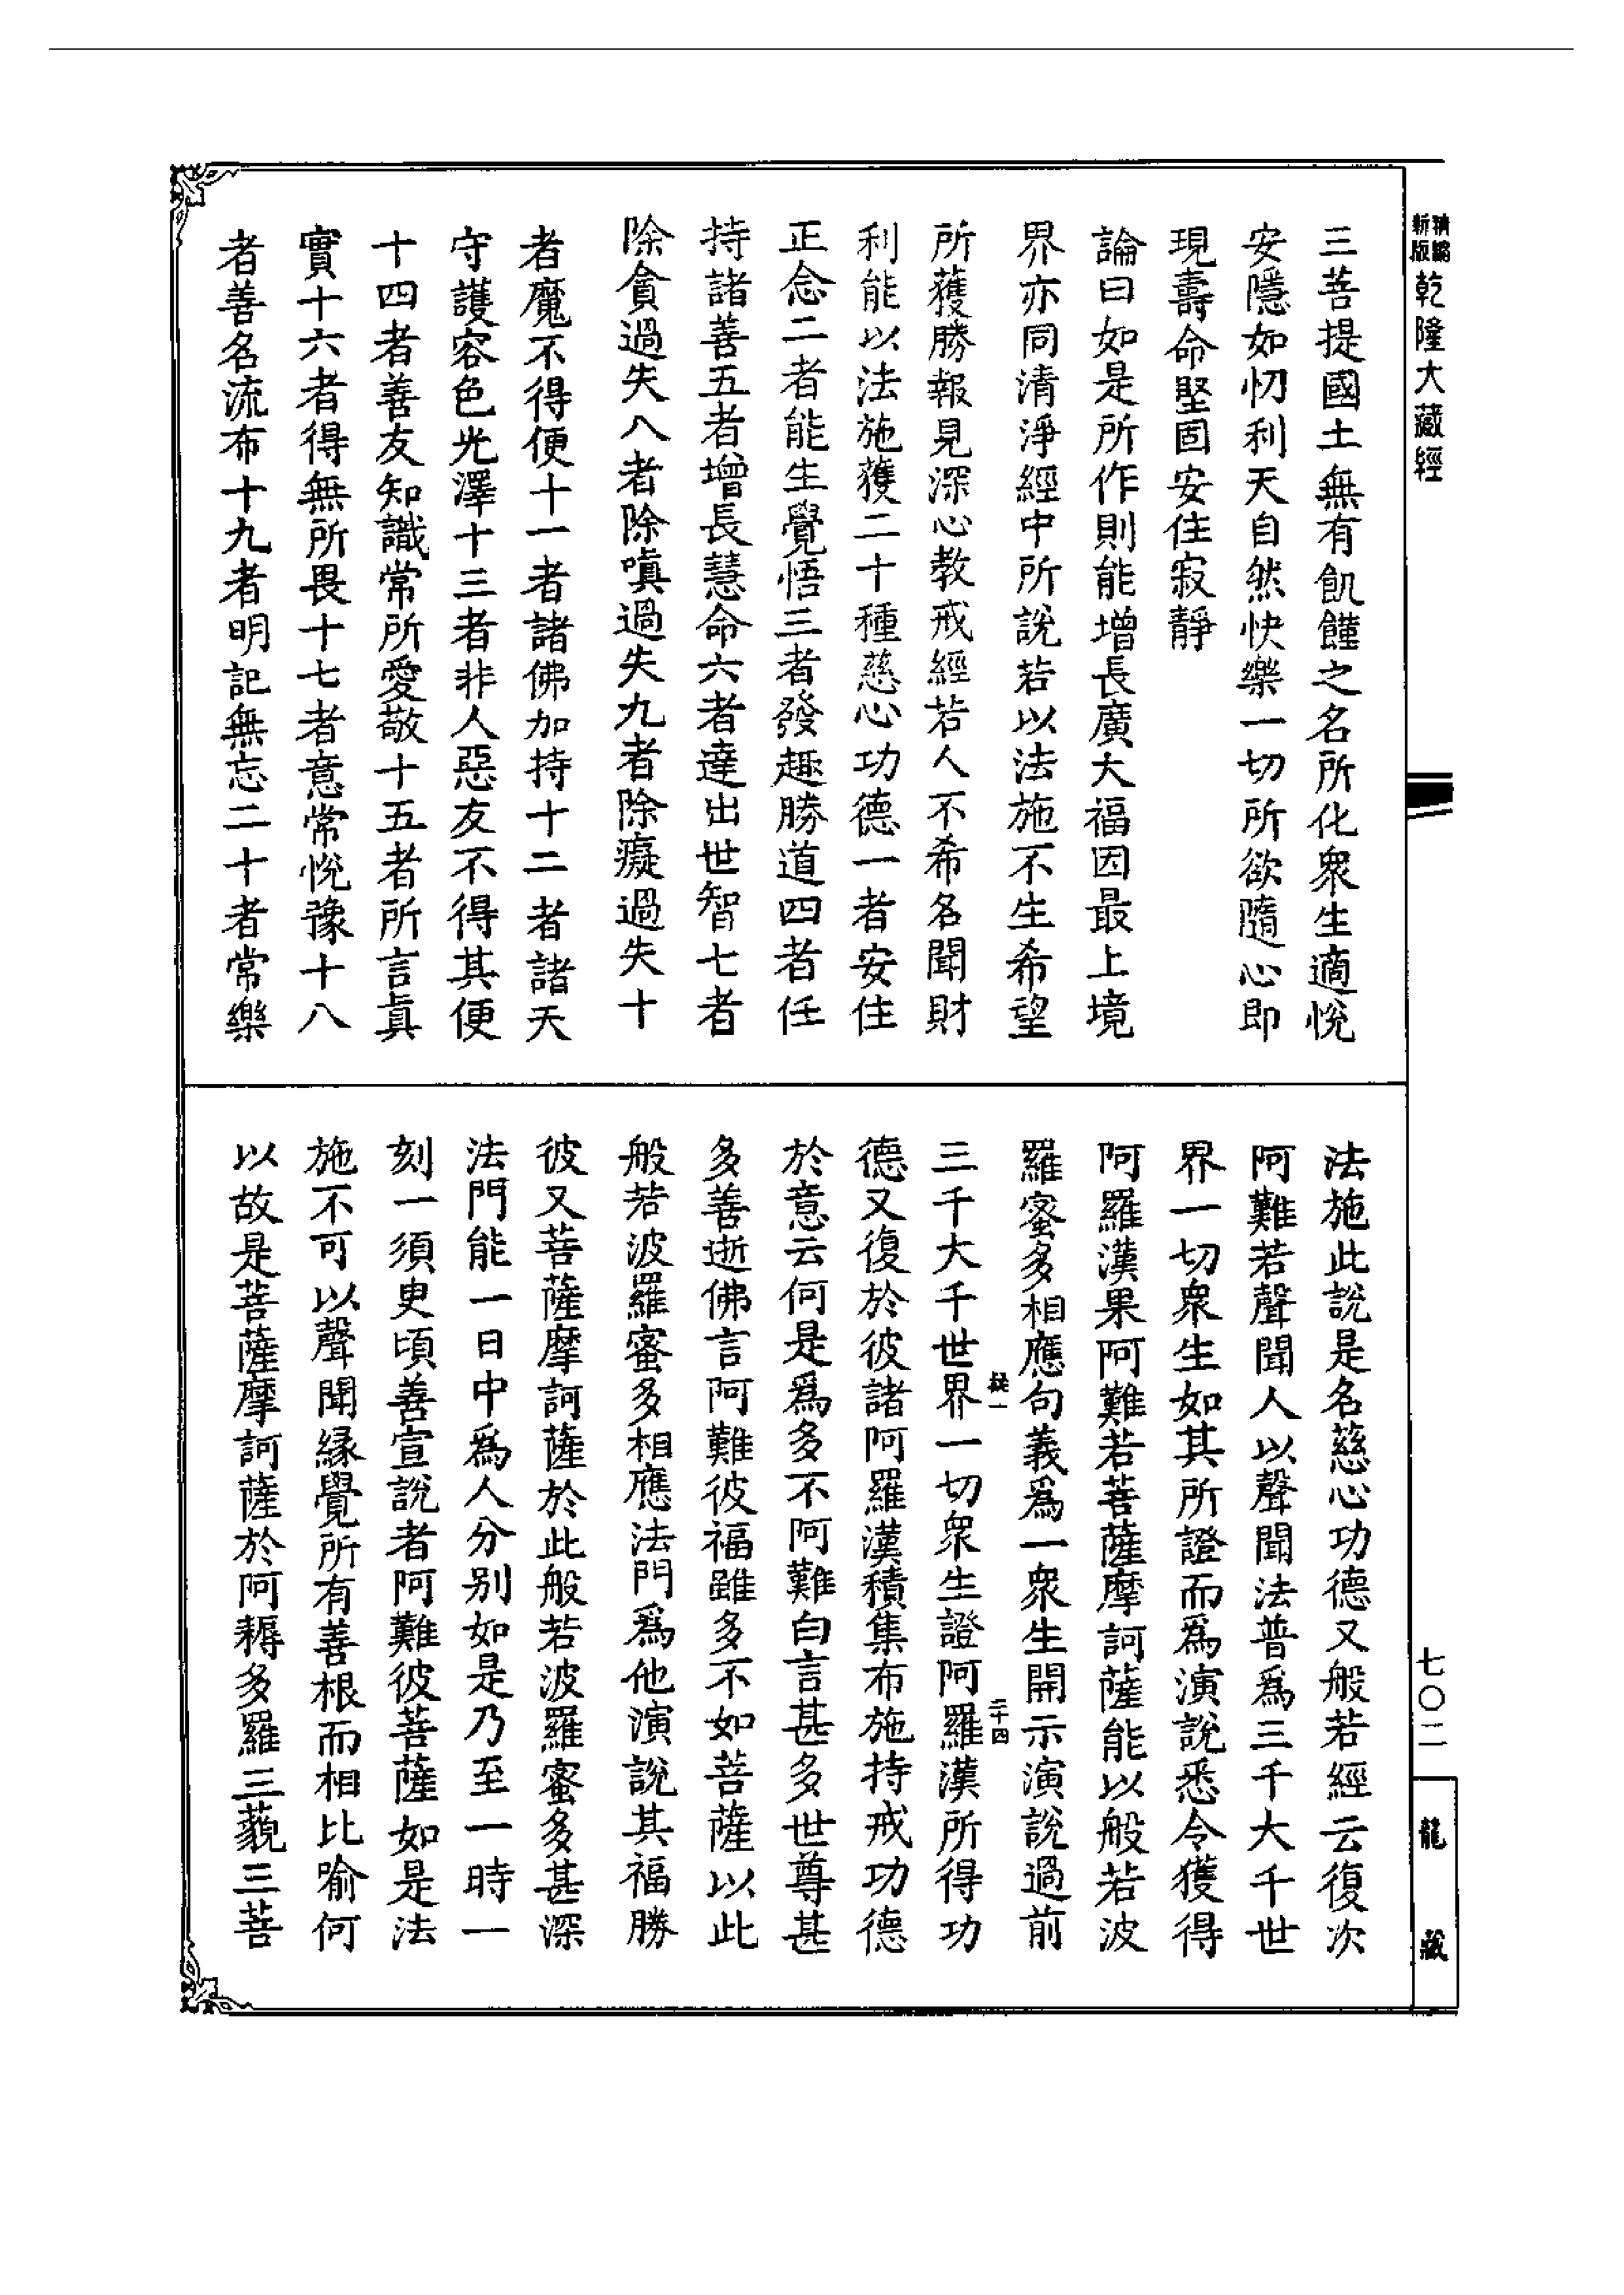 新版精編
乾隆大藏經
七〇二
龍藏
三菩提國土無有飢饉之名所化衆生適悅
安隱如忉利天自然快樂一切所欲隨心即
現壽命堅固安住寂靜
論曰如是所作則能增長廣大福因最上境
界亦同清淨經中所說若以法施不生希望
所獲勝報見深心教戒經若人不希名聞財
利能以法施獲二十種慈心功德一者安住
正念二者能生覺悟三者發趣勝道四者任
持諸善五者增長慧命六者達出世智七者
除貪過失八者除嗔過失九者除癡過失十
者魔不得便十一者諸佛加持十二者諸天
守護容色光澤十三者非人惡友不得其便
十四者善友知識常所愛敬十五者所言眞
實十六者得無所畏十七者意常悅豫十八
者善名流布十九者明記無忘二十者常樂
法施此說是名慈心功德又般若經云復次
阿難若聲聞人以聲聞法普爲三千大千世
界一切衆生如其所證而爲演說悉令獲得
阿羅漢果阿難若菩薩摩訶薩能以般若波
羅蜜多相應句義爲一衆生開示演說過前
三千大千世界一切衆生證阿羅漢所得功
二十四
德又復於彼諸阿羅漢積集布施持戒功德
於意云何是爲多不阿難白言甚多世尊甚
多善逝佛言阿難彼福雖多不如菩薩以此
般若波羅蜜多相應法門爲他演說其福勝
彼又菩薩摩訶薩於此般若波羅蜜多甚深
法門能一日中爲人分別如是乃至一時一
刻一須臾頃善宣說者阿難彼菩薩如是法
施不可以聲聞緣覺所有善根而相比喻何
以故是菩薩摩訶薩於阿耨多羅三藐三菩